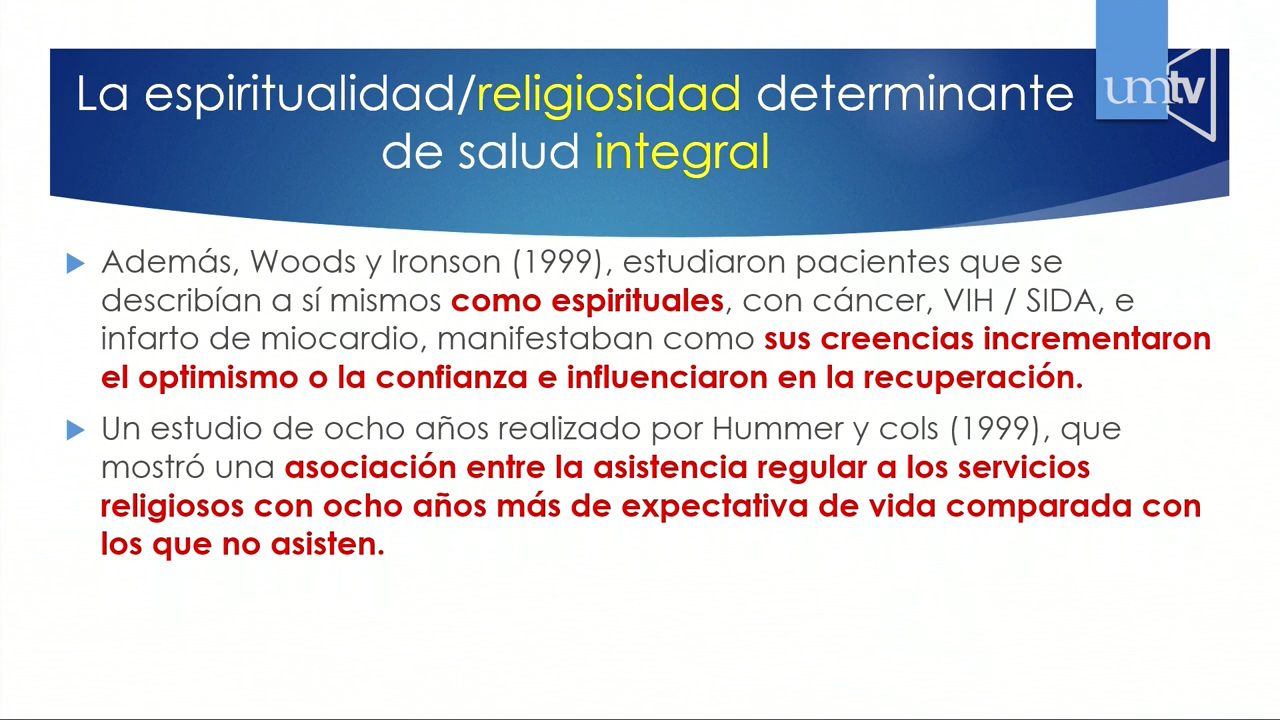 La espiritualidad/religiosidad determinante
de salud integral
umtv
Además, Woods y Ironson (1999), estudiaron pacientes que se
describían a sí mismos como espirituales, con cáncer, VIH / SIDA, e
infarto de miocardio, manifestaban como sus creencias incrementaron
el optimismo o la confianza e influenciaron en la recuperación.
Un estudio de ocho años realizado por Hummer y cols (1999), que
mostró una asociación entre la asistencia regular a los servicios
religiosos con ocho años más de expectativa de vida comparada con
los que no asisten.